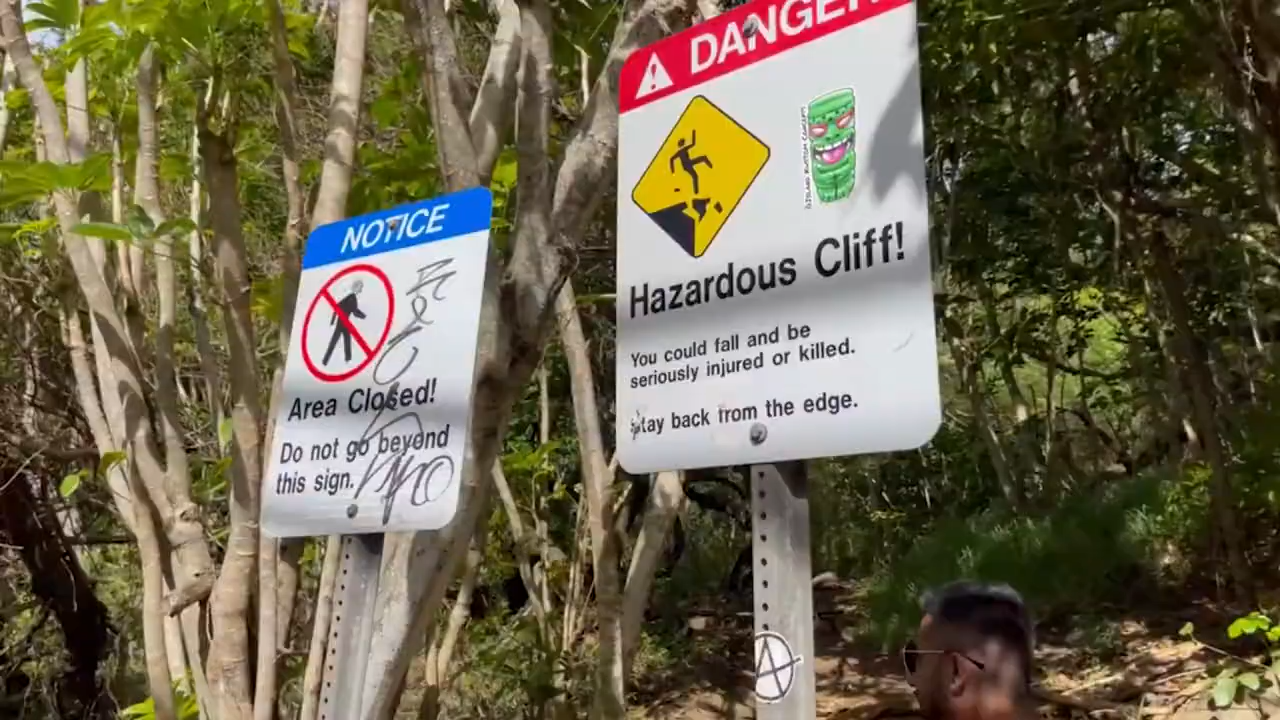 NOTICE
Area Closed!
Do not go beyond
this sign.
DANGER
Hazardous Cliff!
You could fall and be
seriously injured or killed.
Stay back from the edge.